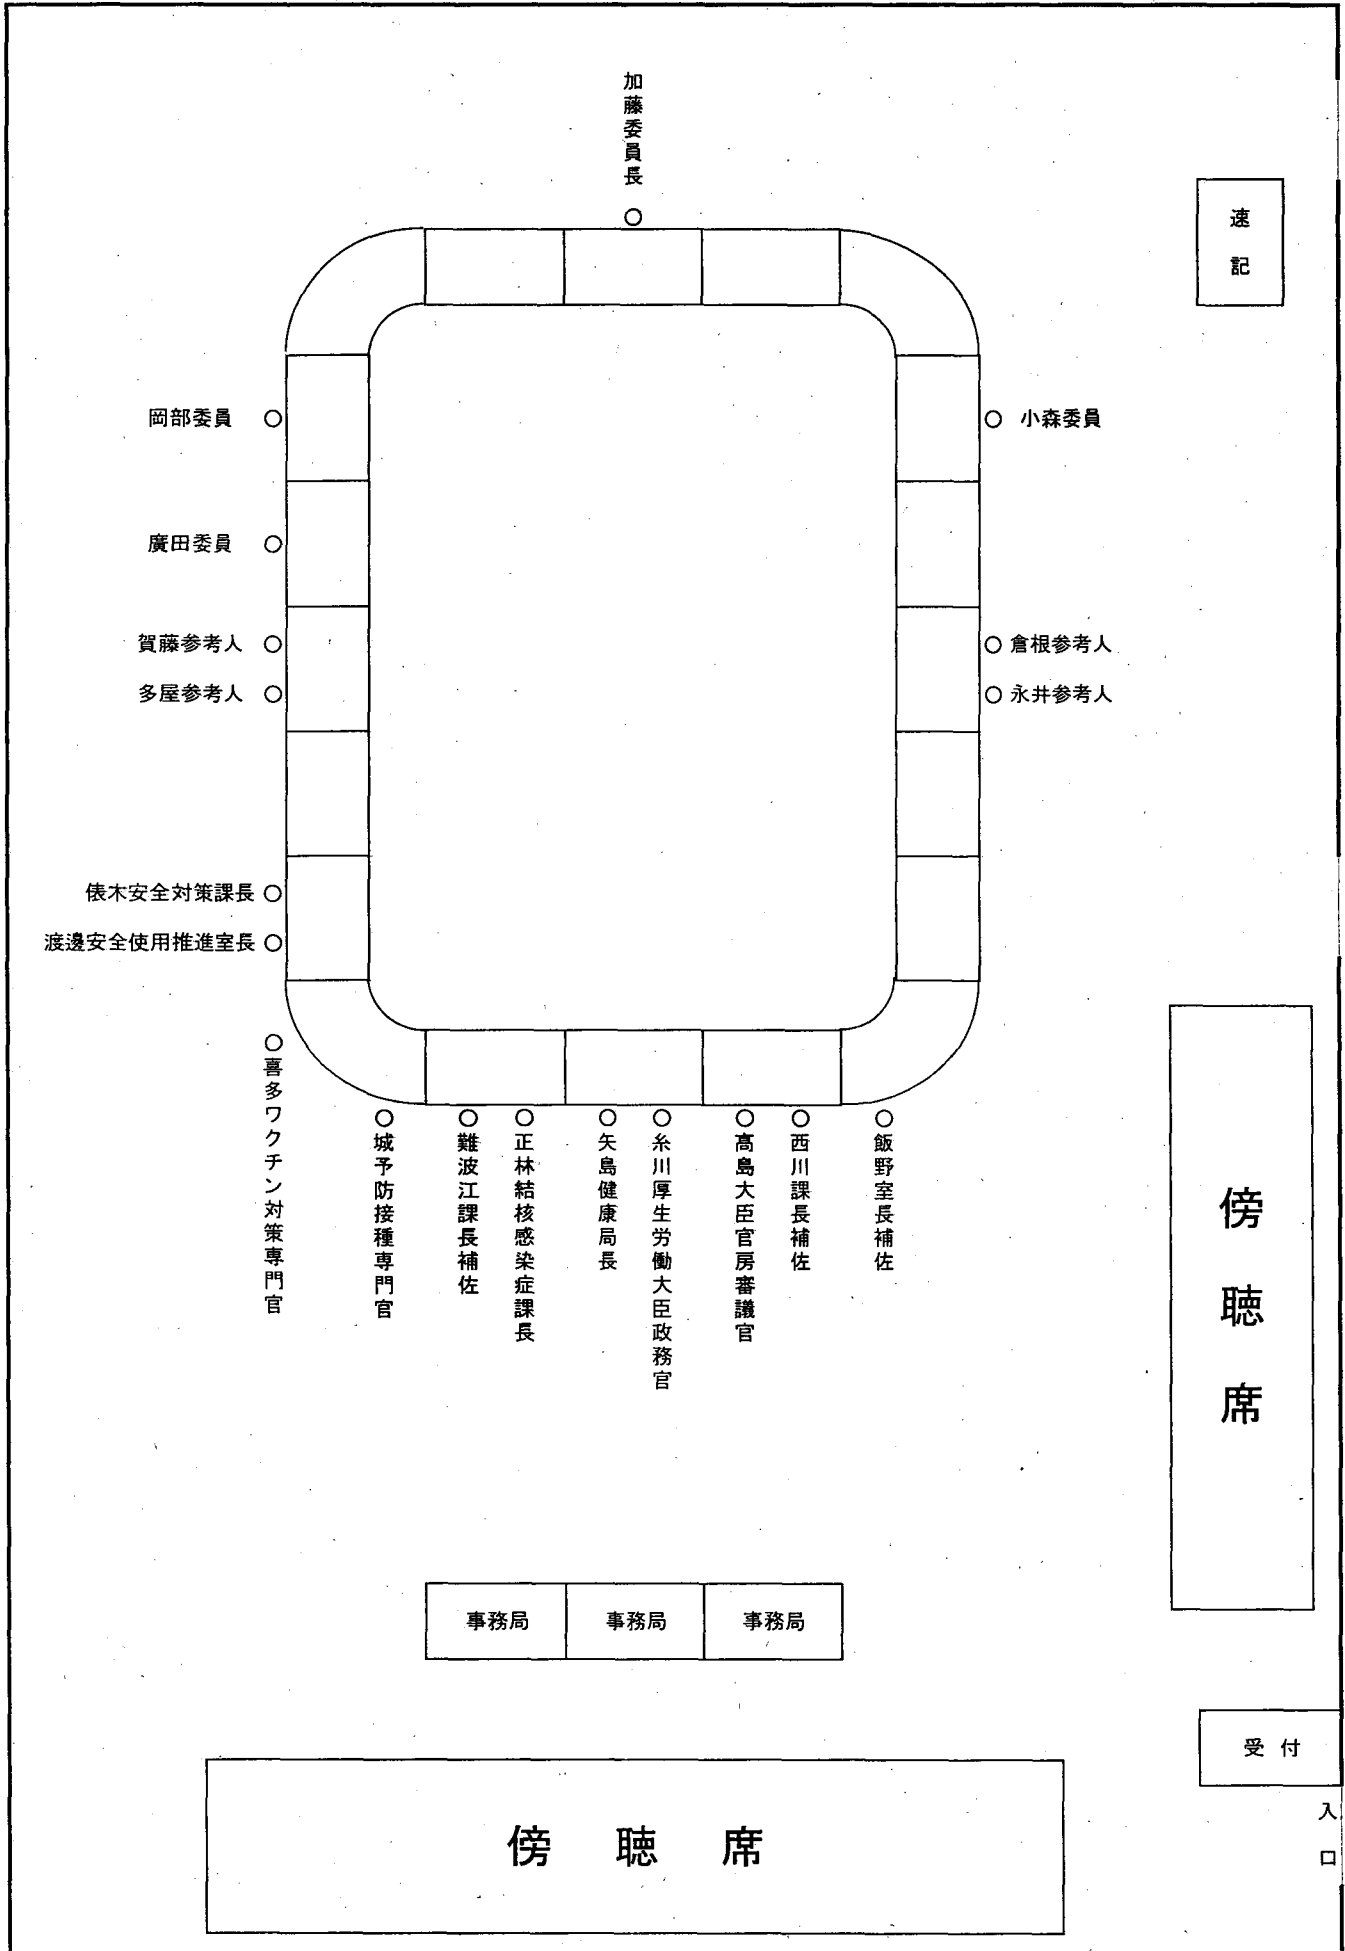 加藤委員長
速記
岡部委員
小森委員
廣田委員
賀藤参考人
倉根参考人
多屋参考人
永井参考人
俵木安全対策課長
渡邊安全使用推進室長
喜多ワクチン対策専門官
城予防接種専門官
難波江課長補佐
正林結核感染症課長
矢島健康局長
糸川厚生労働大臣政務官
高島大臣官房審議官
西川課長補佐
飯野室長補佐
傍聴席
事務局
事務局
事務局
受付
入口
傍聴席